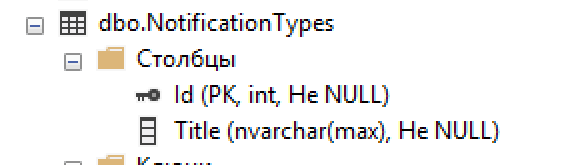 dbo.NotificationTypes
Столбцы
Id (PK, int, Не NULL)
Title (nvarchar(max), Не NULL)